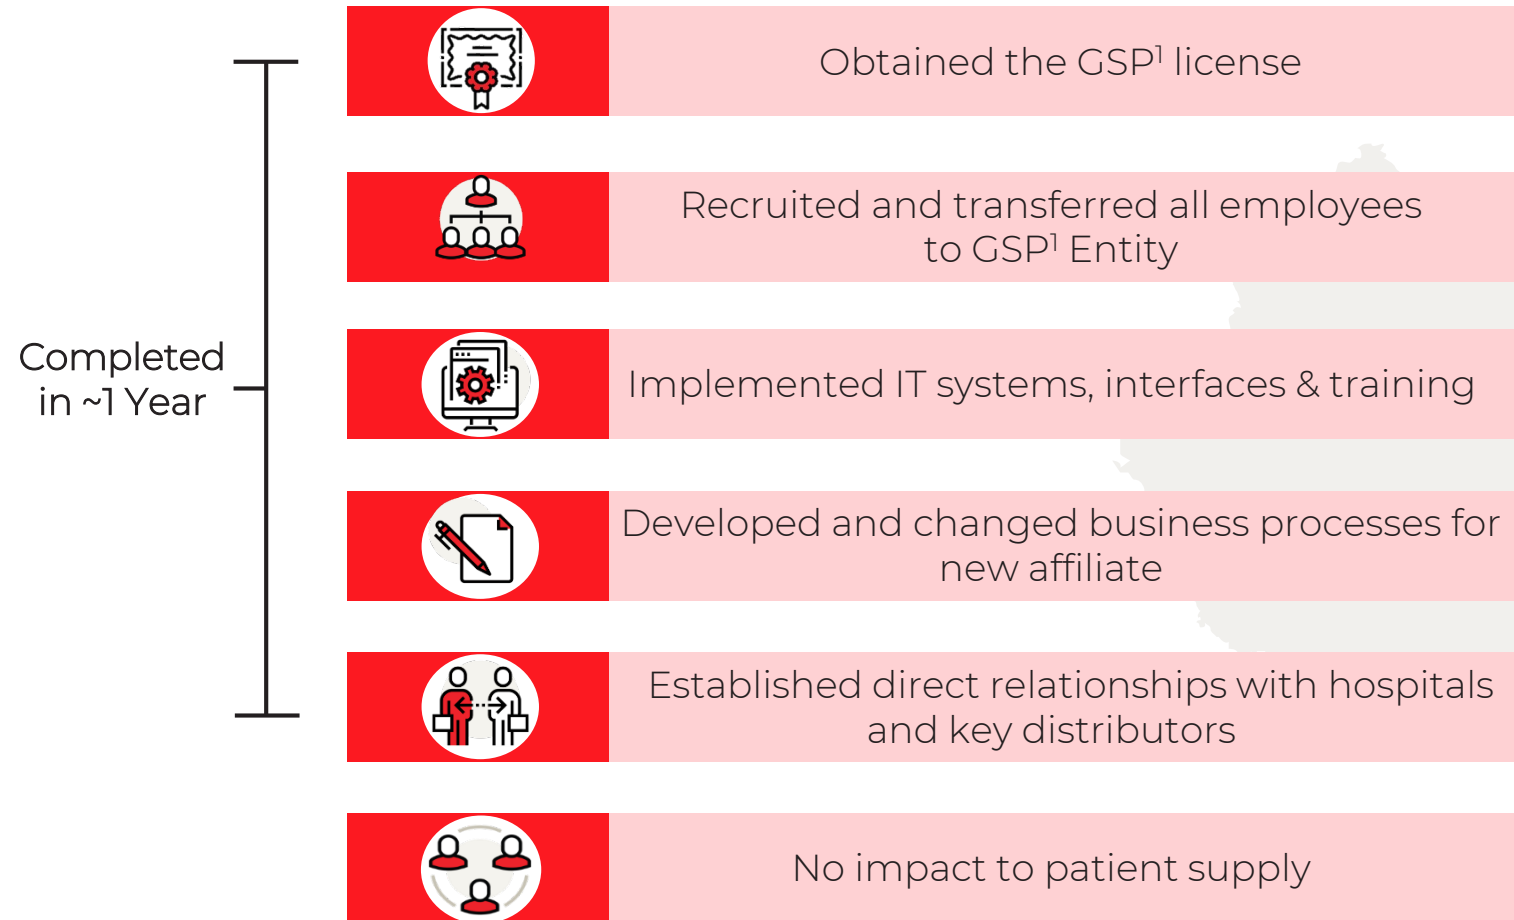 Obtained the GSP¹ license
Recruited and transferred all employees
to GSP¹ Entity
Completed
in ~1 Year
Implemented IT systems, interfaces & training
Developed and changed business processes for
new affiliate
Established direct relationships with hospitals
and key distributors
No impact to patient supply